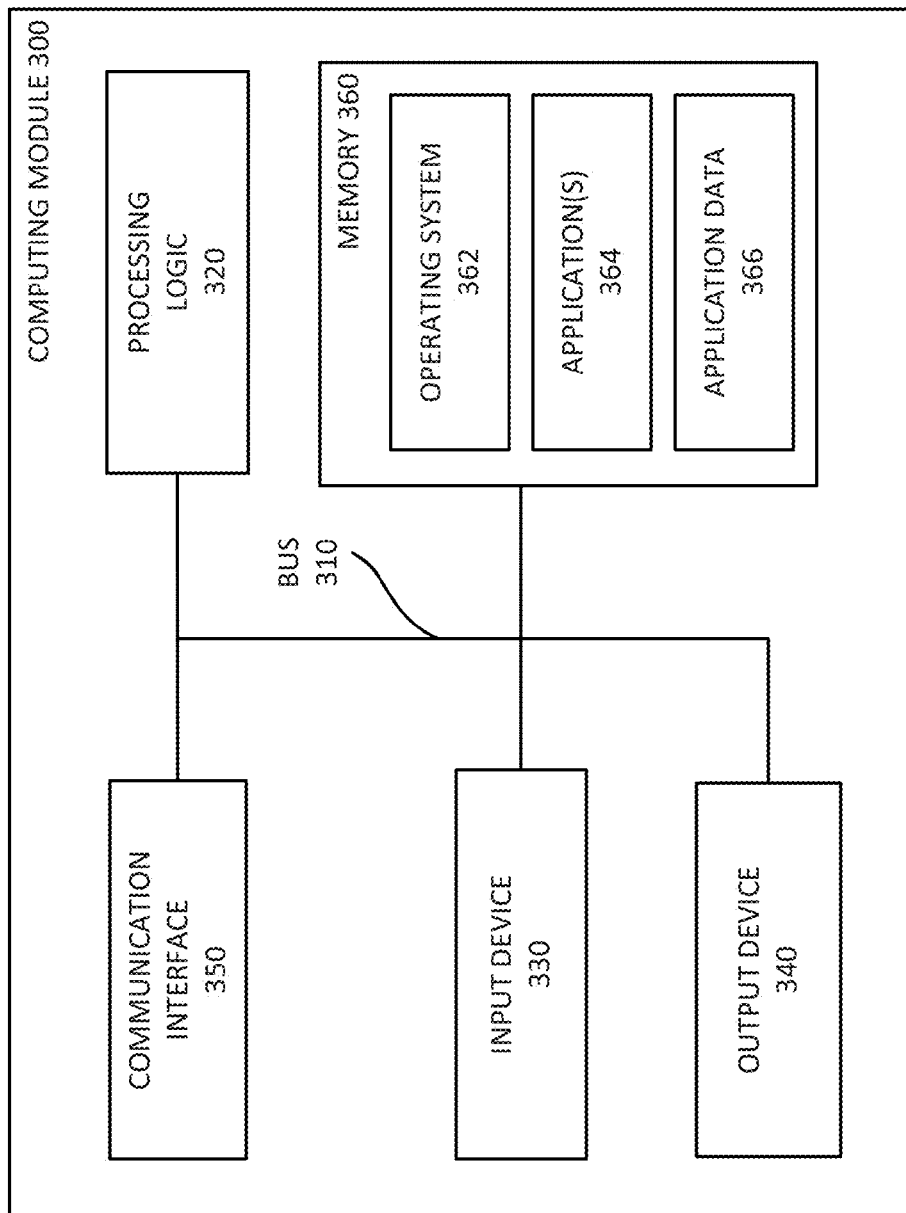 COMPUTING MODULE 300
PROCESSING
LOGIC
320
MEMORY 360
OPERATING SYSTEM
362
APPLICATION(S)
364
APPLICATION DATA
366
BUS
310
COMMUNICATION
INTERFACE
350
INPUT DEVICE
330
OUTPUT DEVICE
340